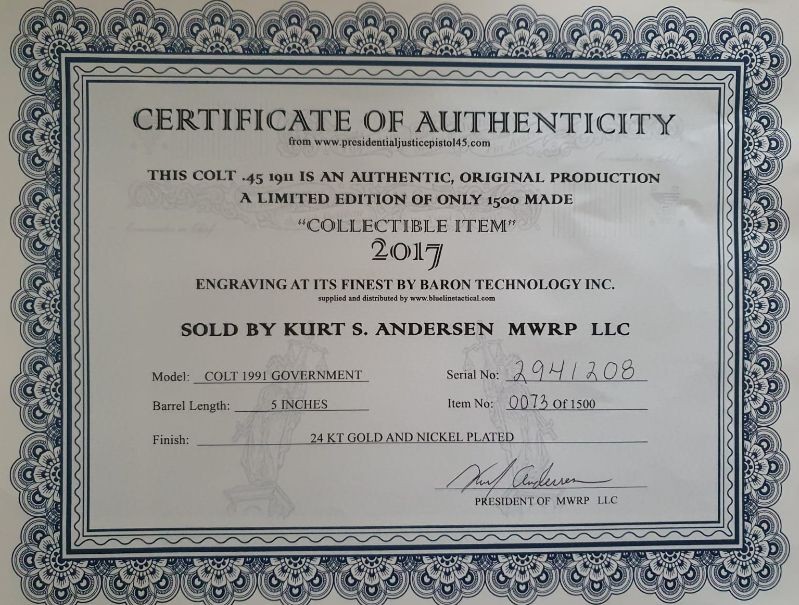 CERTIFICATE OF AUTHENTICITY
from www.presidentialjusticepistol45.com
THIS COLT .45 1911 IS AN AUTHENTIC, ORIGINAL PRODUCTION
A LIMITED EDITION OF ONLY 1500 MADE
"COLLECTIBLE ITEM"
2017
ENGRAVING AT ITS FINEST BY BARON TECHNOLOGY INC.
supplied and distributed by www.bluelinetactical.com
SOLD BY KURT S. ANDERSEN MWRP LLC
Model: COLT 1991 GOVERNMENT Serial No: 2941208
Barrel Length: 5 INCHES Item No: 0073 Of 1500
Finish: 24 KT GOLD AND NICKEL PLATED
Kurt Andersen
PRESIDENT OF MWRP LLC